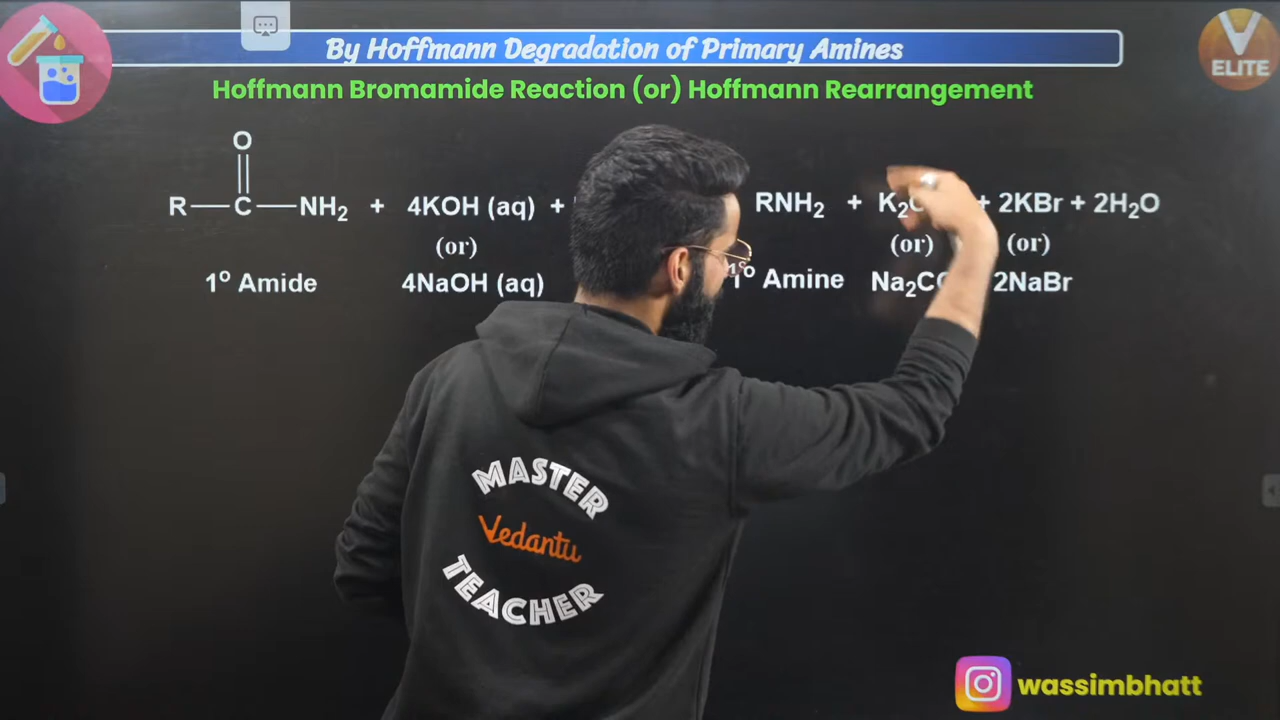 By Hoffmann Degradation of Primary Amines
ELITE
Hoffmann Bromamide Reaction (or) Hoffmann Rearrangement
O
R—C—NH₂ + 4KOH (aq) + RNH₂ + + 2KBr + 2H₂O
(or) (or) (or)
1° Amide 4NaOH (aq) 1° Amine 2NaBr
MASTER
Vedantu
TEACHER
wassimbhatt